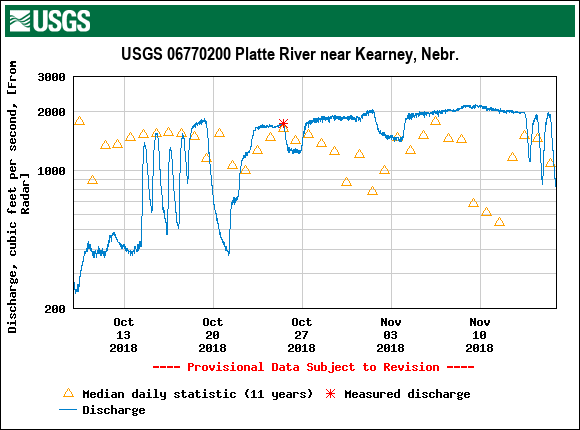 USGS
USGS 06770200 Platte River near Kearney, Nebr.
Discharge, cubic feet per second, [From
Radar]
3000
2000
1000
200
Oct
13
2018
Oct
20
2018
Oct
27
2018
Nov
03
2018
Nov
10
2018
---- Provisional Data Subject to Revision ----
Median daily statistic (11 years)
Measured discharge
Discharge